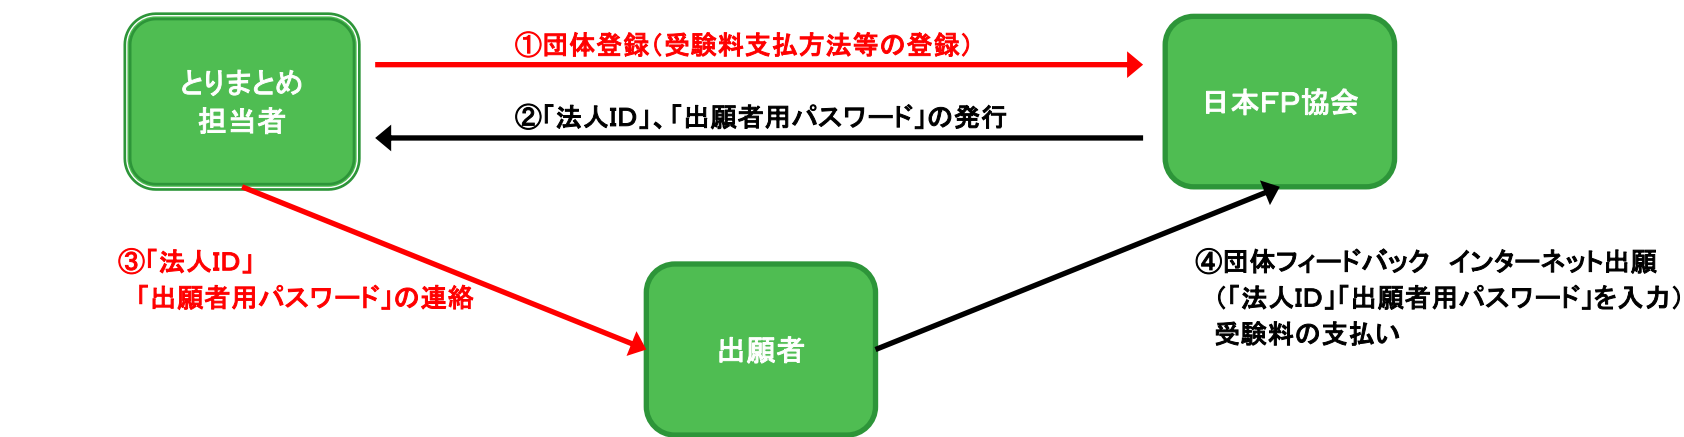 とりまとめ
担当者
①団体登録（受験料支払方法等の登録）
②「法人ID」、「出願者用パスワード」の発行
日本FP協会
③「法人ID」
「出願者用パスワード」の連絡
出願者
④団体フィードバック　インターネット出願
（「法人ID」「出願者用パスワード」を入力）
受験料の支払い